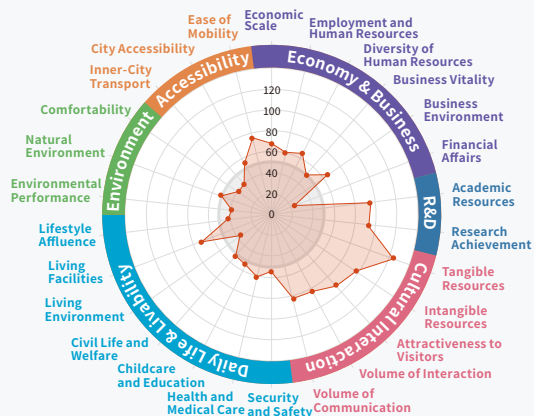 Economic
Scale
Employment and
Human Resources
Diversity of
Human Resources
Business Vitality
Business
Environment
Financial
Affairs
Academic
Resources
Research
Achievement
Tangible
Resources
Intangible
Resources
Attractiveness to
Visitors
Volume of Interaction
Volume of
Communication
Security
and Safety
Health and
Medical Care
Childcare
and Education
Civil Life and
Welfare
Living
Environment
Living
Facilities
Lifestyle
Affluence
Environmental
Performance
Natural
Environment
Comfortability
Inner-City
Transport
City Accessibility
Ease of
Mobility
Economy & Business
R&D
Cultural Interaction
Daily Life & Livability
Environment
Accessibility
120
100
80
60
40
20
0